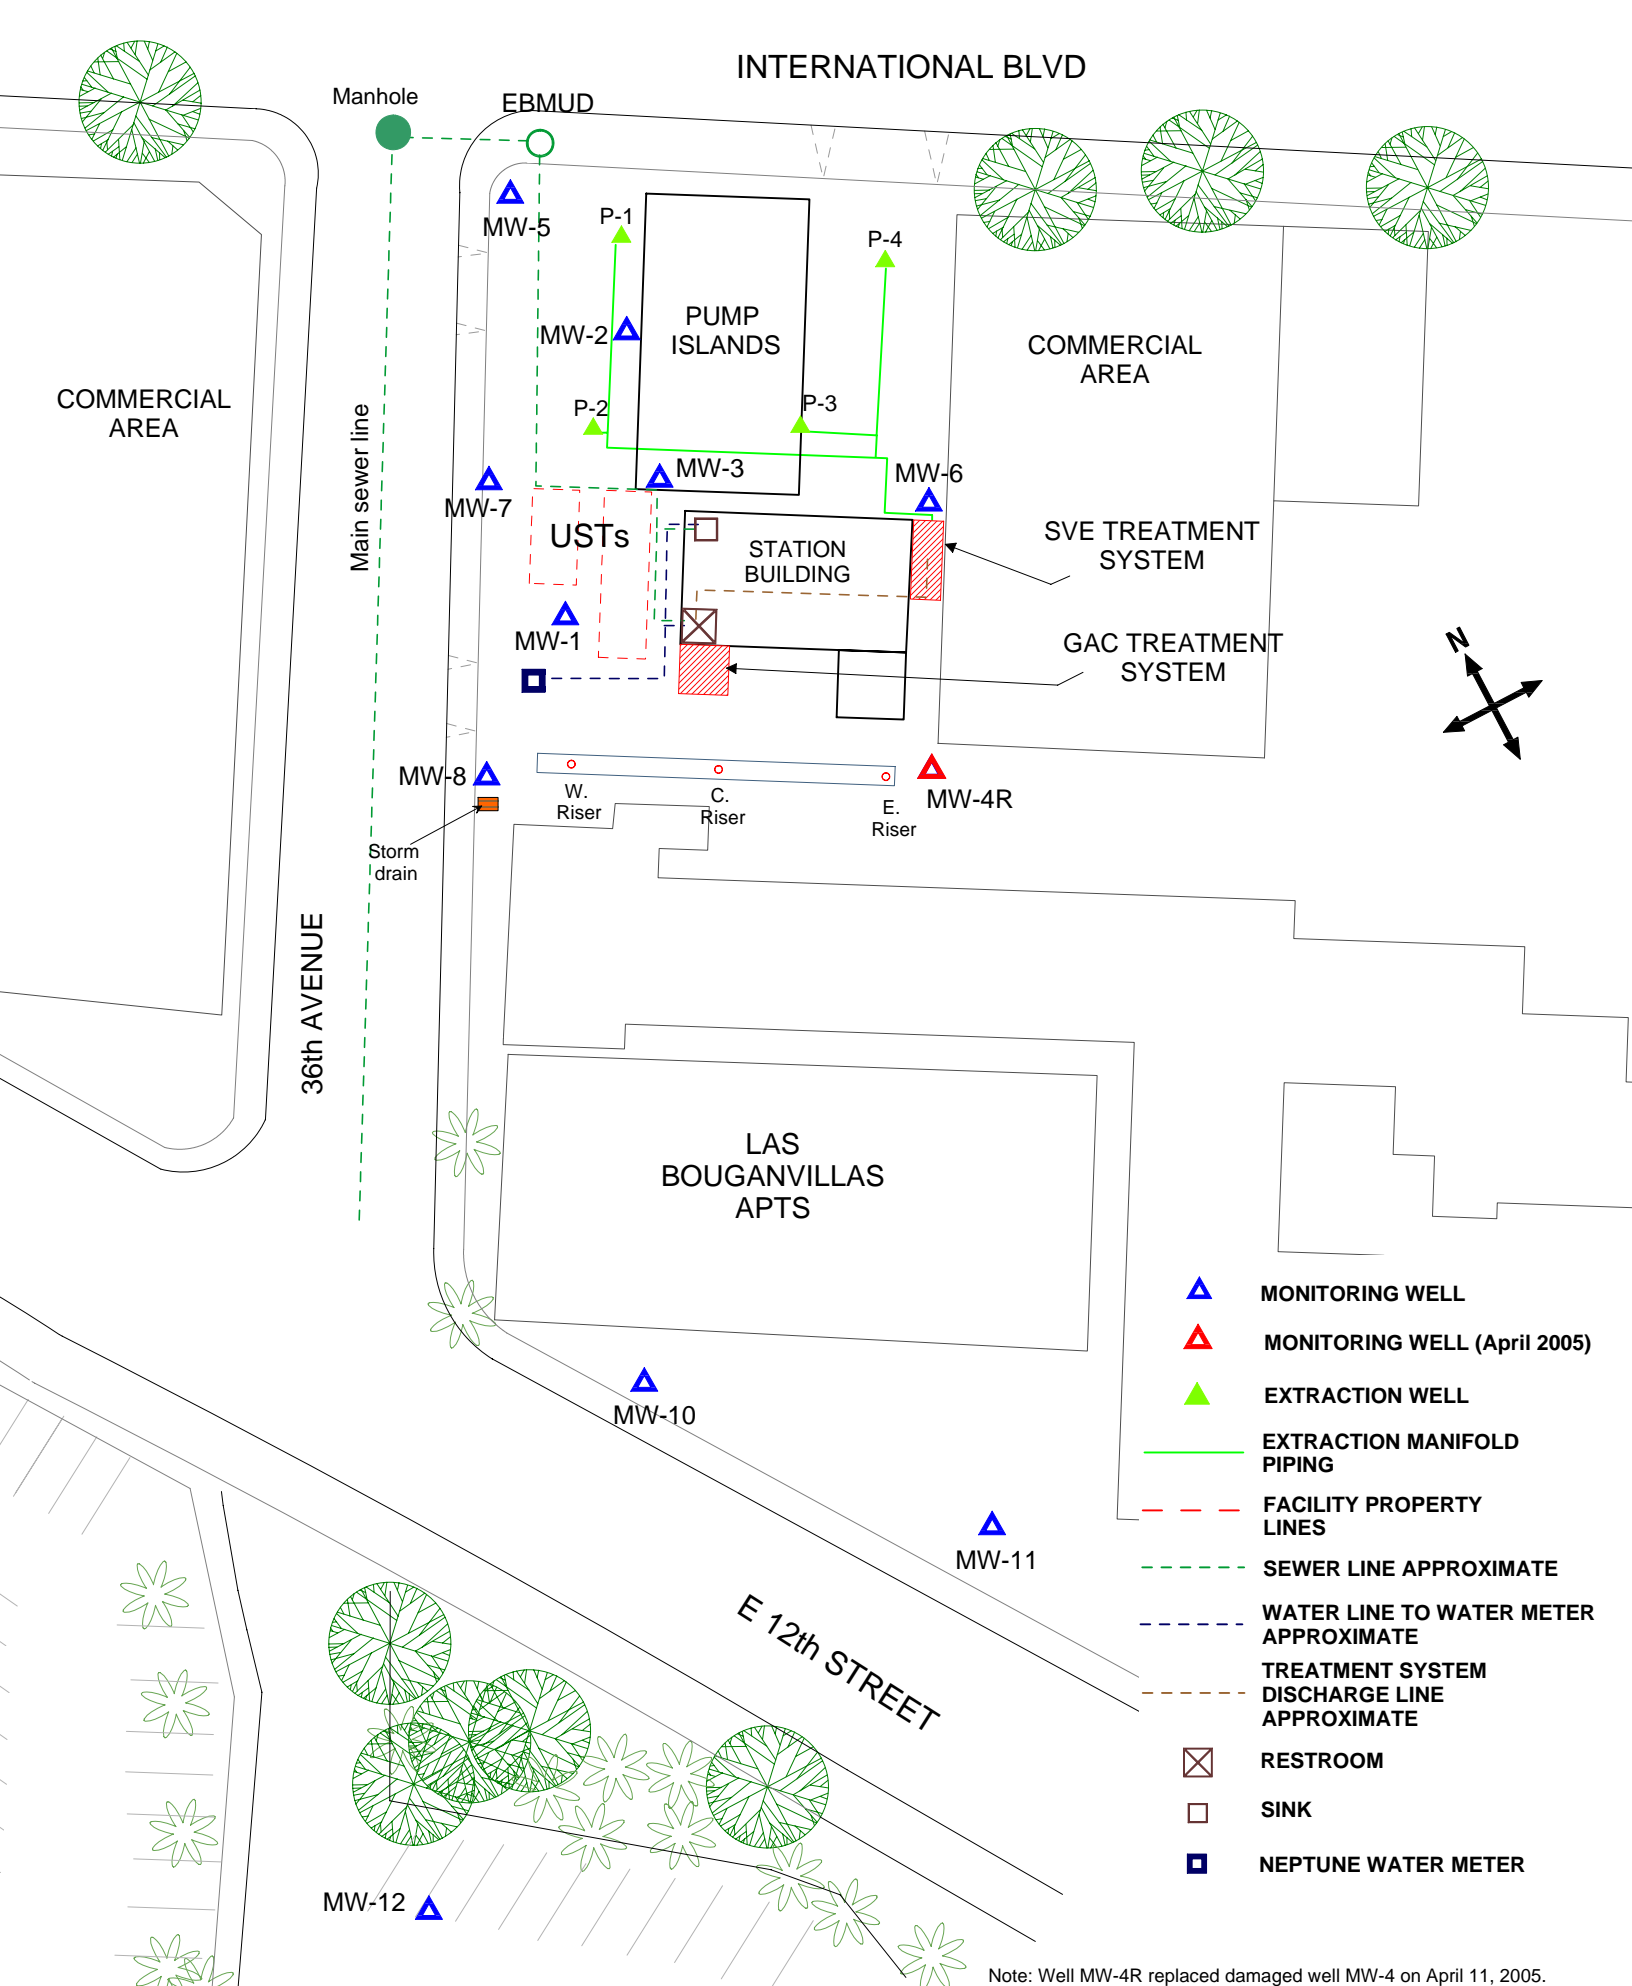 INTERNATIONAL BLVD
Manhole
EBMUD
MW-5
P-1
P-4
MW-2
PUMP
ISLANDS
COMMERCIAL
AREA
COMMERCIAL
AREA
P-2
P-3
Main sewer line
MW-3
MW-6
MW-7
USTs
STATION
BUILDING
SVE TREATMENT
SYSTEM
MW-1
GAC TREATMENT
SYSTEM
N
MW-8
W.
Riser
C.
Riser
E.
Riser
MW-4R
Storm
drain
36th AVENUE
LAS
BOUGANVILLAS
APTS
MW-10
MW-11
E 12th STREET
MW-12
MONITORING WELL
MONITORING WELL (April 2005)
EXTRACTION WELL
EXTRACTION MANIFOLD
PIPING
FACILITY PROPERTY
LINES
SEWER LINE APPROXIMATE
WATER LINE TO WATER METER
APPROXIMATE
TREATMENT SYSTEM
DISCHARGE LINE
APPROXIMATE
RESTROOM
SINK
NEPTUNE WATER METER
Note: Well MW-4R replaced damaged well MW-4 on April 11, 2005.